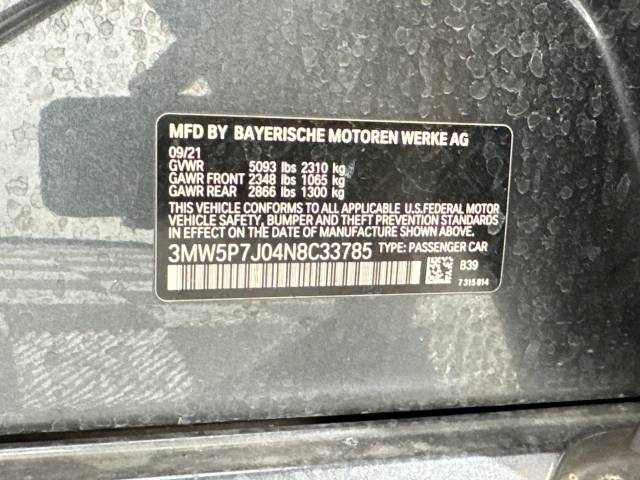 MFD BY BAYERISCHE MOTOREN WERKE AG
09/21
GVWR 5093 lbs 2310 kg
GAWR FRONT 2348 lbs 1065 kg
GAWR REAR 2866 lbs 1300 kg
THIS VEHICLE CONFORMS TO ALL APPLICABLE U.S.FEDERAL MOTOR
VEHICLE SAFETY, BUMPER AND THEFT PREVENTION STANDARDS
IN EFFECT ON THE DATE OF MANUFACTURE SHOWN ABOVE.
3MW5P7J04N8C33785 TYPE: PASSENGER CAR
B39
7 315 814